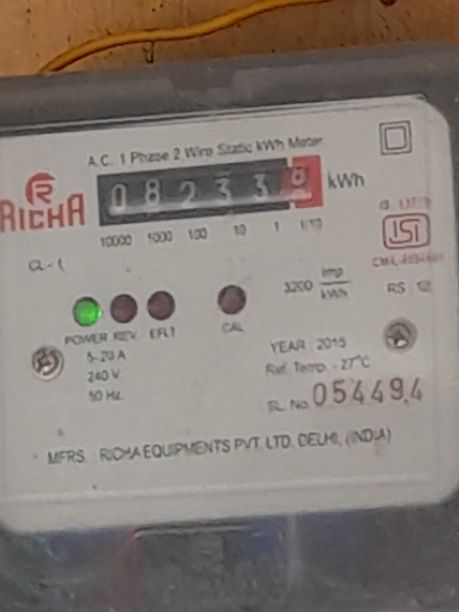 A.C. 1 Phase 2 Wire Static kWh Meter
R
RICHA
0 8 2 3 3
kWh
10000 1000 100 10 1 1/10
CL-1
ISI
3200 imp/kWh
RS
POWER REV EFLT CAL
5-20 A
240 V
50 Hz.
YEARː 2015
Ref. Temp. -27°C
SL. No. 054494
MFRS. : RICHA EQUIPMENTS PVT. LTD. DELHI, (INDIA)